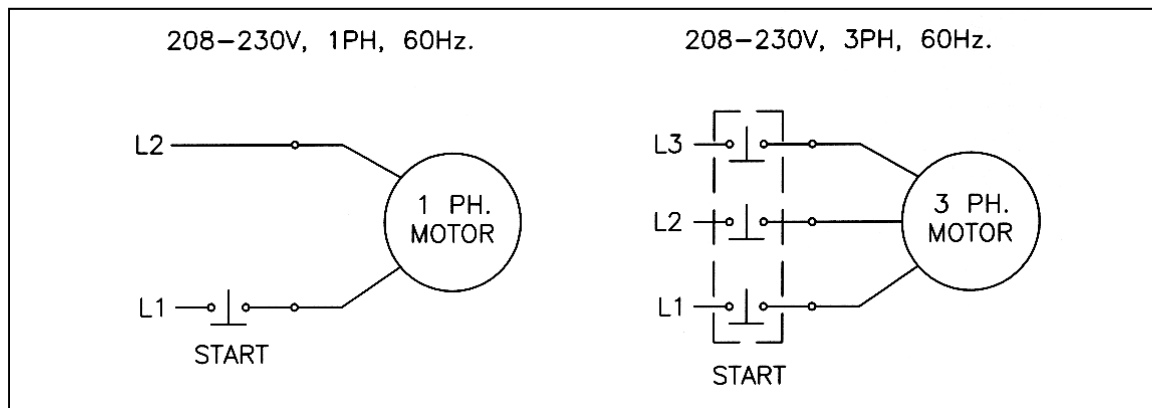 208-230V, 1PH, 60Hz.
L2
1 PH.
MOTOR
L1
START
208-230V, 3PH, 60Hz.
L3
L2
3 PH.
MOTOR
L1
START